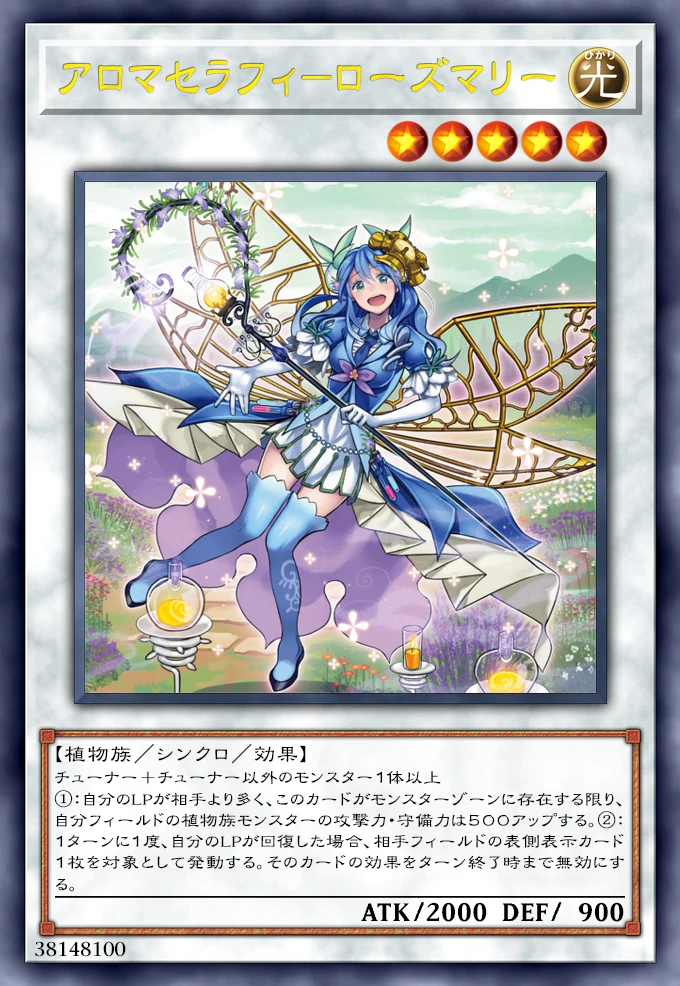 アロマセラフィーローズマリー
ひかり
光
【植物族／シンクロ／効果】
チューナー＋チューナー以外のモンスター１体以上
①：自分のLPが相手より多く、このカードがモンスターゾーンに存在する限り、
自分フィールドの植物族モンスターの攻撃力・守備力は５００アップする。②：
１ターンに１度、自分のLPが回復した場合、相手フィールドの表側表示カード
１枚を対象として発動する。そのカードの効果をターン終了時まで無効にす
る。
ATK/2000 DEF/ 900
38148100